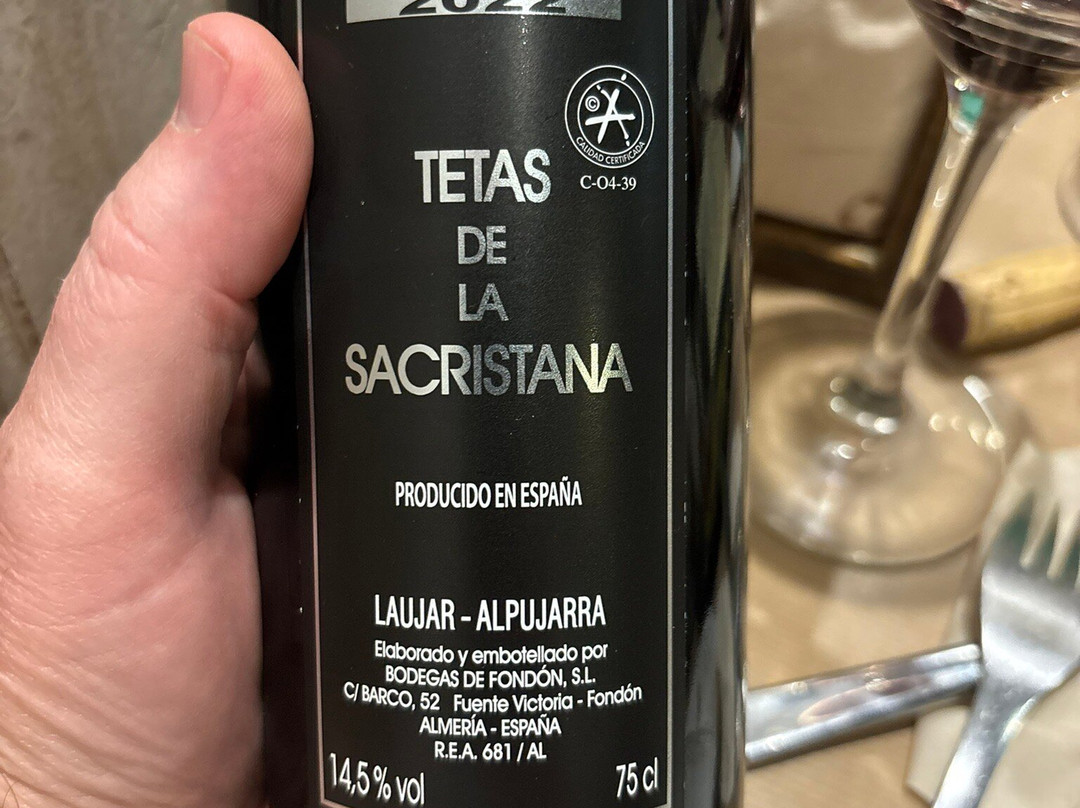 2022
©
CALIDAD CERTIFICADA
C-O4-39
TETAS
DE
LA
SACRISTANA
PRODUCIDO EN ESPAÑA
LAUJAR - ALPUJARRA
Elaborado y embotellado por
BODEGAS DE FONDÓN, S.L.
C/ BARCO, 52 Fuente Victoria - Fondón
ALMERÍA - ESPAÑA
R.E.A. 681 / AL
14,5 % vol 75 cl